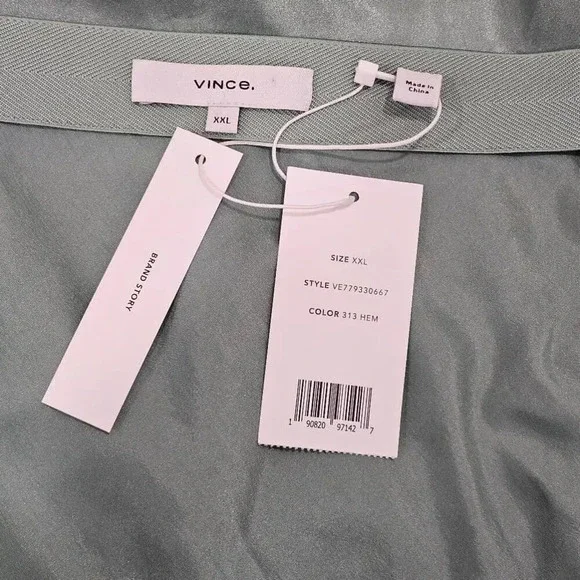 VINCE.
XXL
Made in
China
BRAND STORY
SIZE XXL
STYLE VE779330667
COLOR 313 HEM
1 90820 97142 7